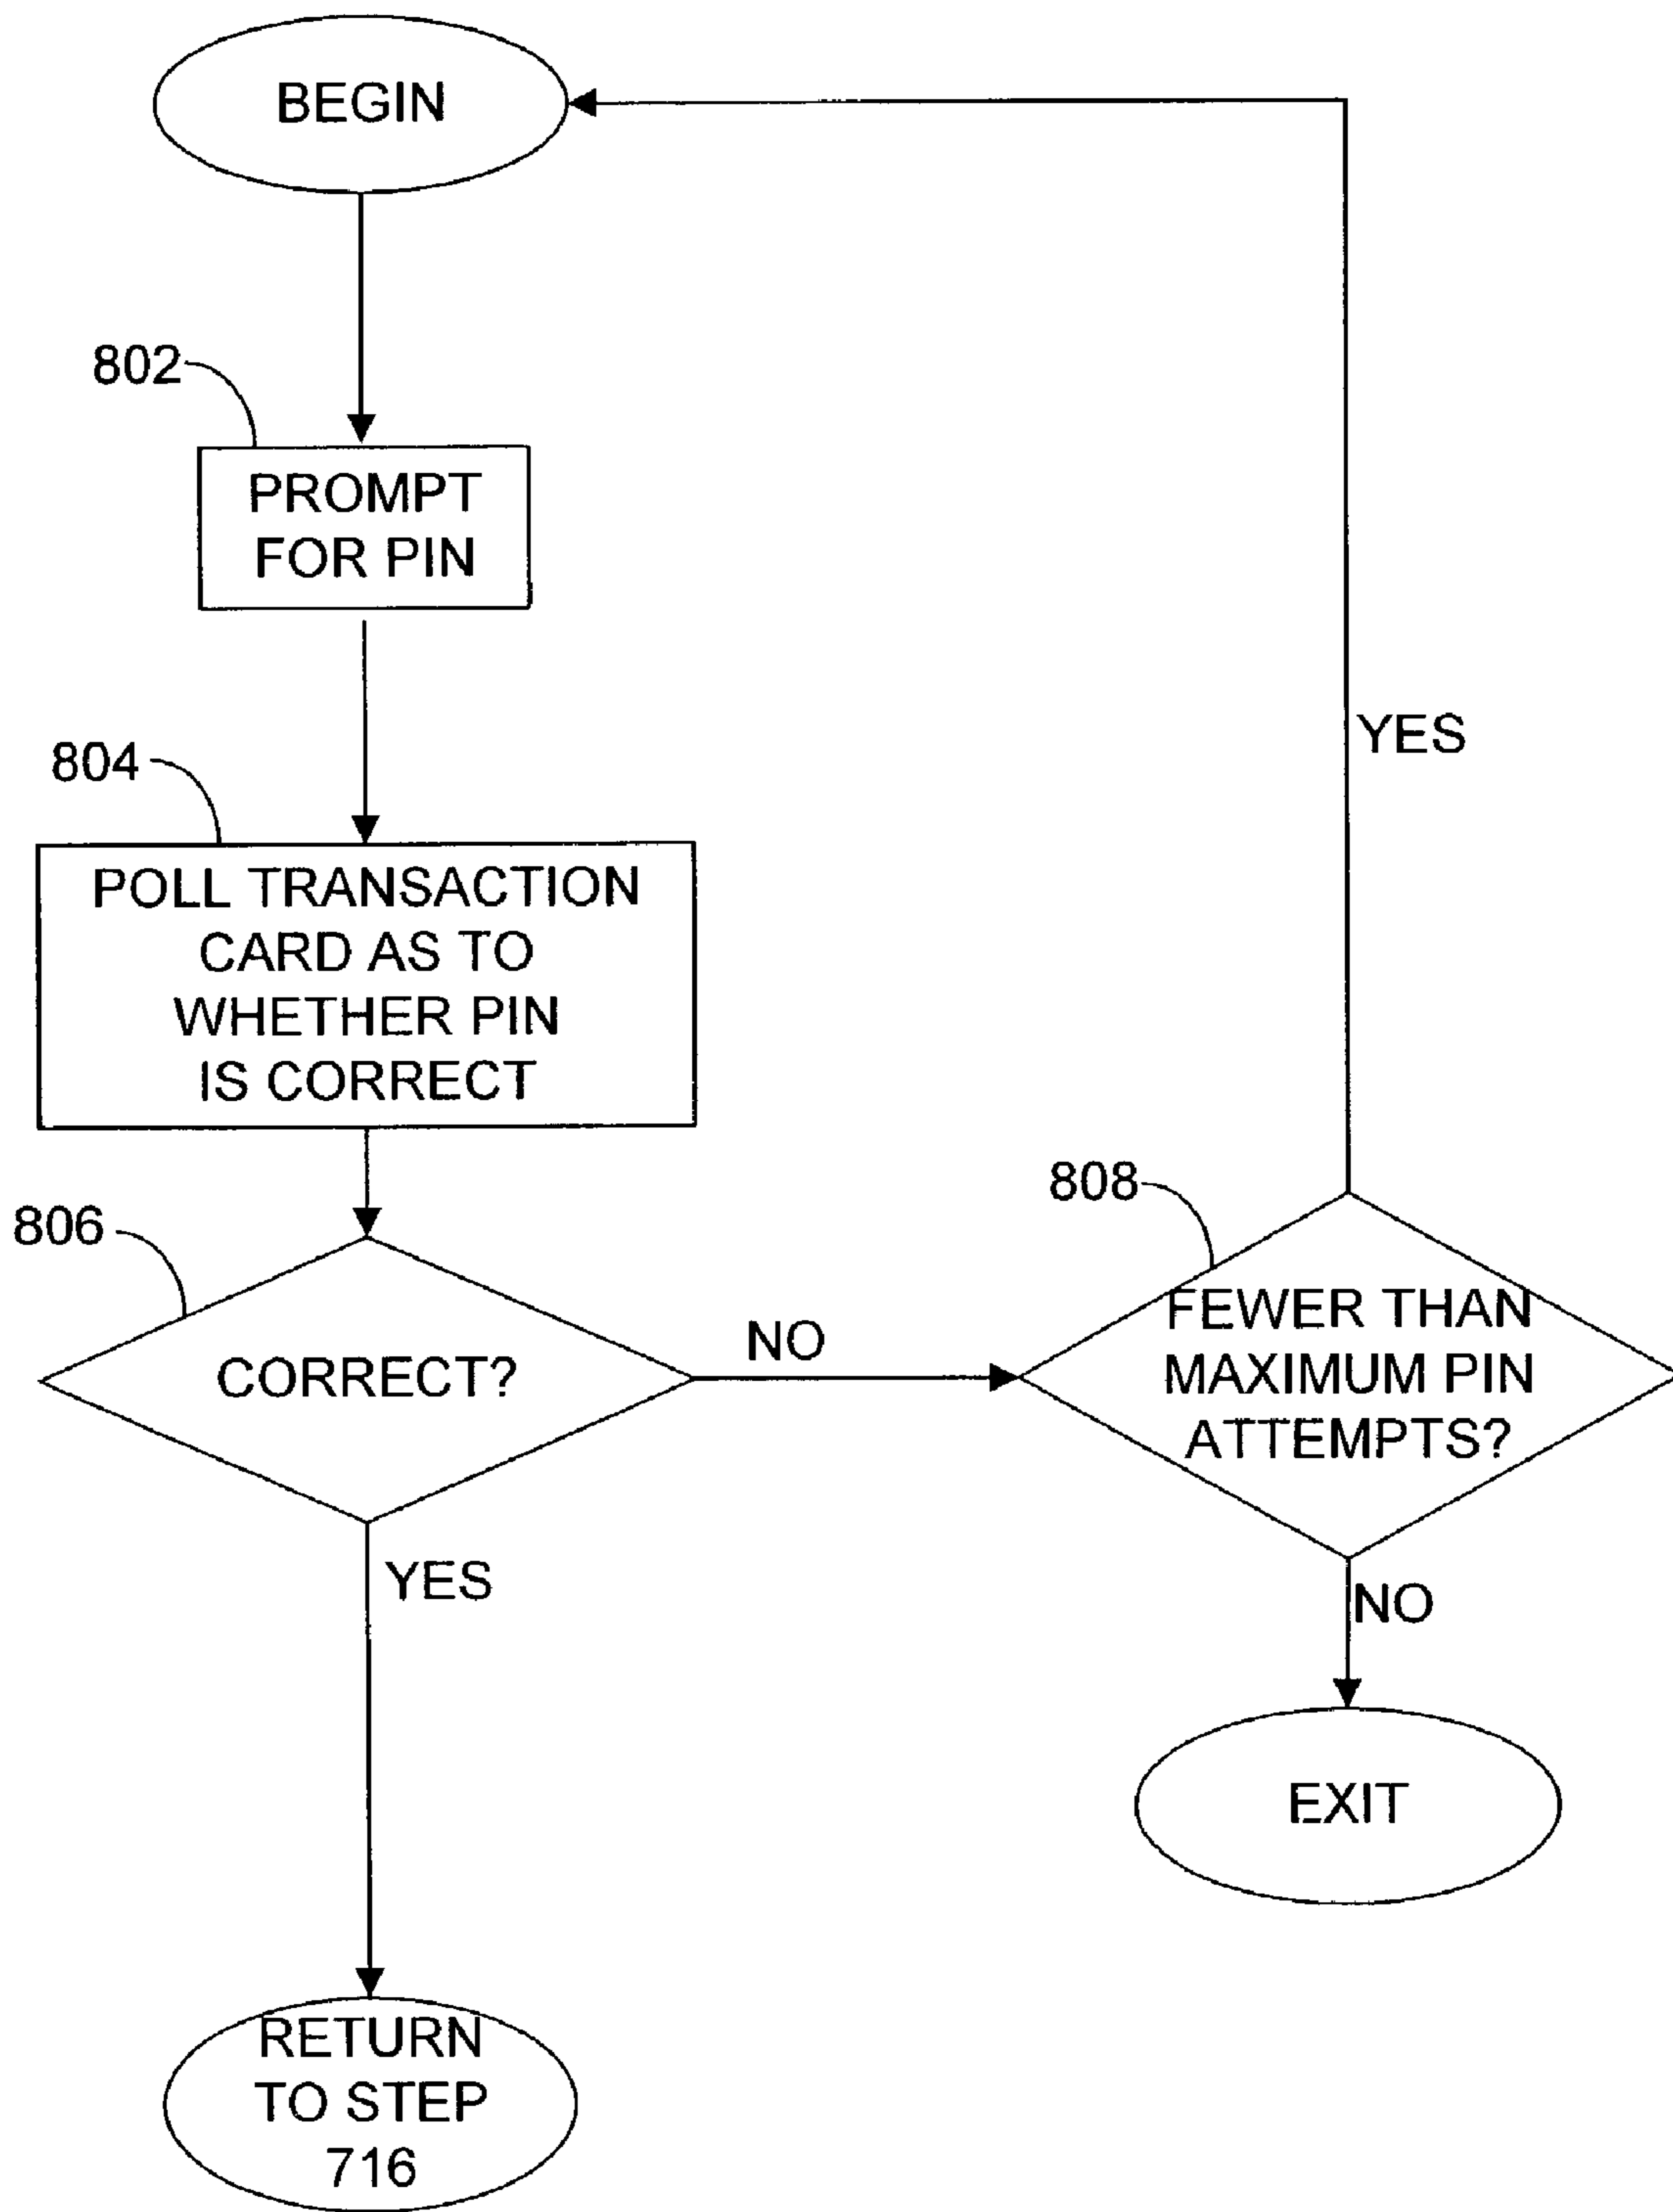 BEGIN
802
PROMPT
FOR PIN
YES
804
POLL TRANSACTION
CARD AS TO
WHETHER PIN
IS CORRECT
808
806
FEWER THAN
MAXIMUM PIN
ATTEMPTS?
NO
CORRECT?
YES
NO
EXIT
RETURN
TO STEP
716